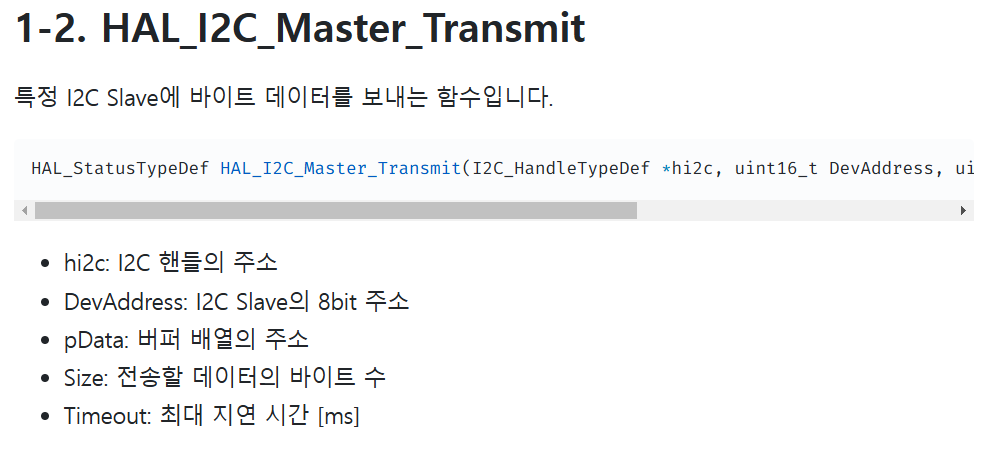 1-2. HAL_I2C_Master_Transmit
특정 I2C Slave에 바이트 데이터를 보내는 함수입니다.
HAL_StatusTypeDef HAL_I2C_Master_Transmit(I2C_HandleTypeDef *hi2c, uint16_t DevAddress, ui
• hi2c: I2C 핸들의 주소
• DevAddress: I2C Slave의 8bit 주소
• pData: 버퍼 배열의 주소
• Size: 전송할 데이터의 바이트 수
• Timeout: 최대 지연 시간 [ms]